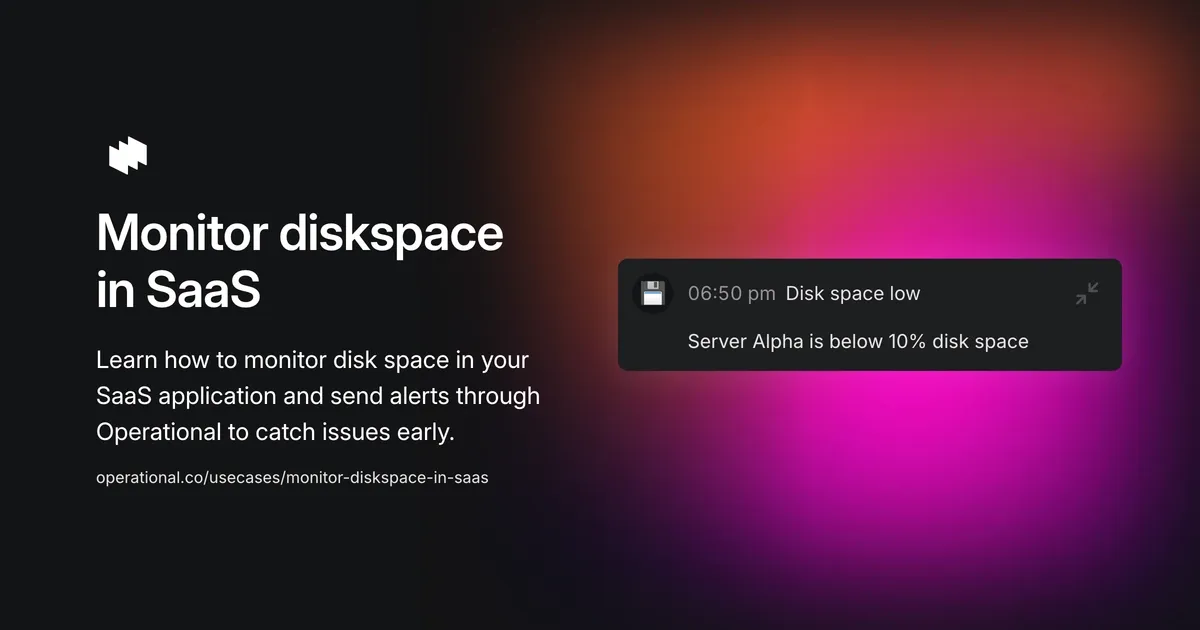 Monitor diskspace
in SaaS
Learn how to monitor disk space in your
SaaS application and send alerts through
Operational to catch issues early.
operational.co/usecases/monitor-diskspace-in-saas
06:50 pm Disk space low
Server Alpha is below 10% disk space